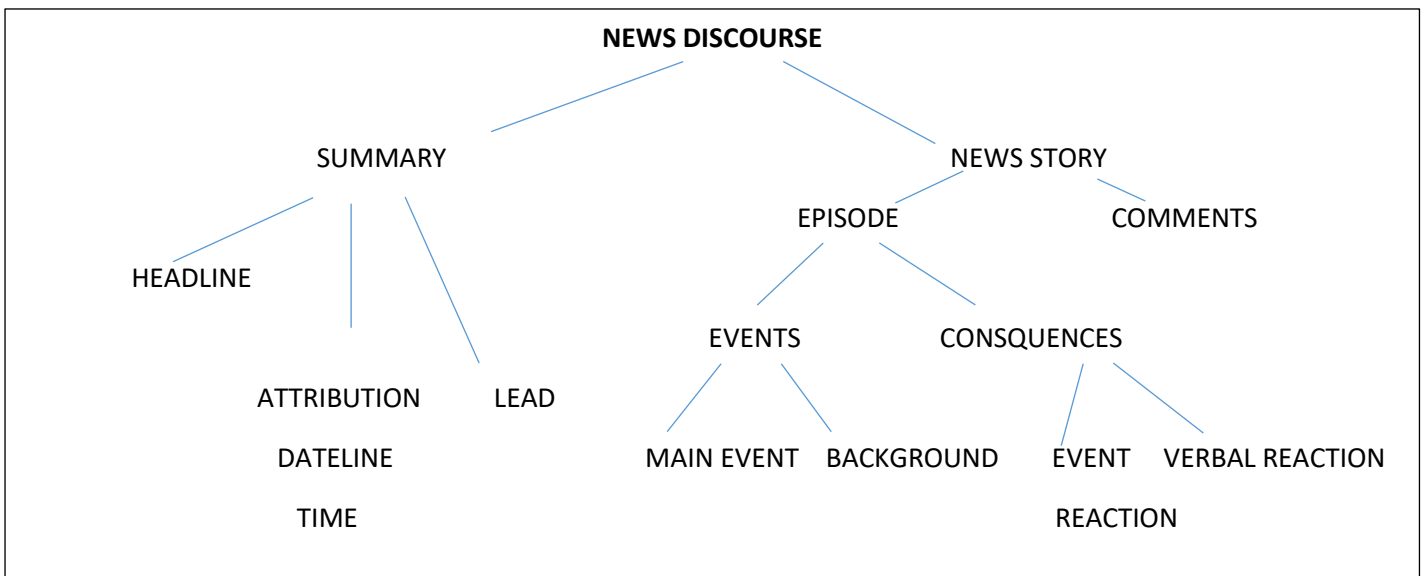 NEWS DISCOURSE
SUMMARY NEWS STORY
EPISODE COMMENTS
HEADLINE
EVENTS CONSQUENCES
ATTRIBUTION LEAD
MAIN EVENT BACKGROUND EVENT VERBAL REACTION
DATELINE
TIME REACTION